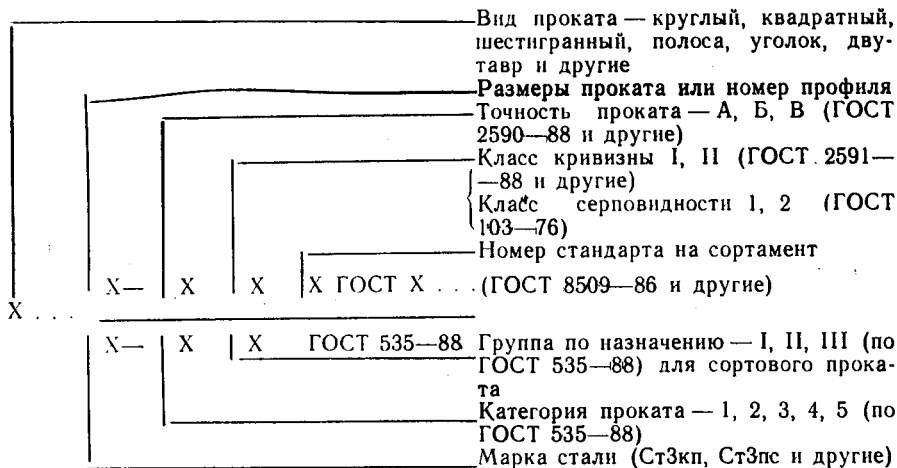 Вид проката — круглый, квадратный,
шестигранный, полоса, уголок, дву-
тавр и другие
Размеры проката или номер профиля
Точность проката — А, Б, В (ГОСТ
2590—88 и другие)
Класс кривизны I, II (ГОСТ 2591—
—88 и другие)
Класс серповидности 1, 2 (ГОСТ
103—76)
Номер стандарта на сортамент
X— X X X ГОСТ X . . . (ГОСТ 8509—86 и другие)
X . . .
X— X X ГОСТ 535—88 Группа по назначению — I, II, III (по
ГОСТ 535—88) для сортового прока-
та
Категория проката — 1, 2, 3, 4, 5 (по
ГОСТ 535—88)
Марка стали (Ст3кп, Ст3пс и другие)